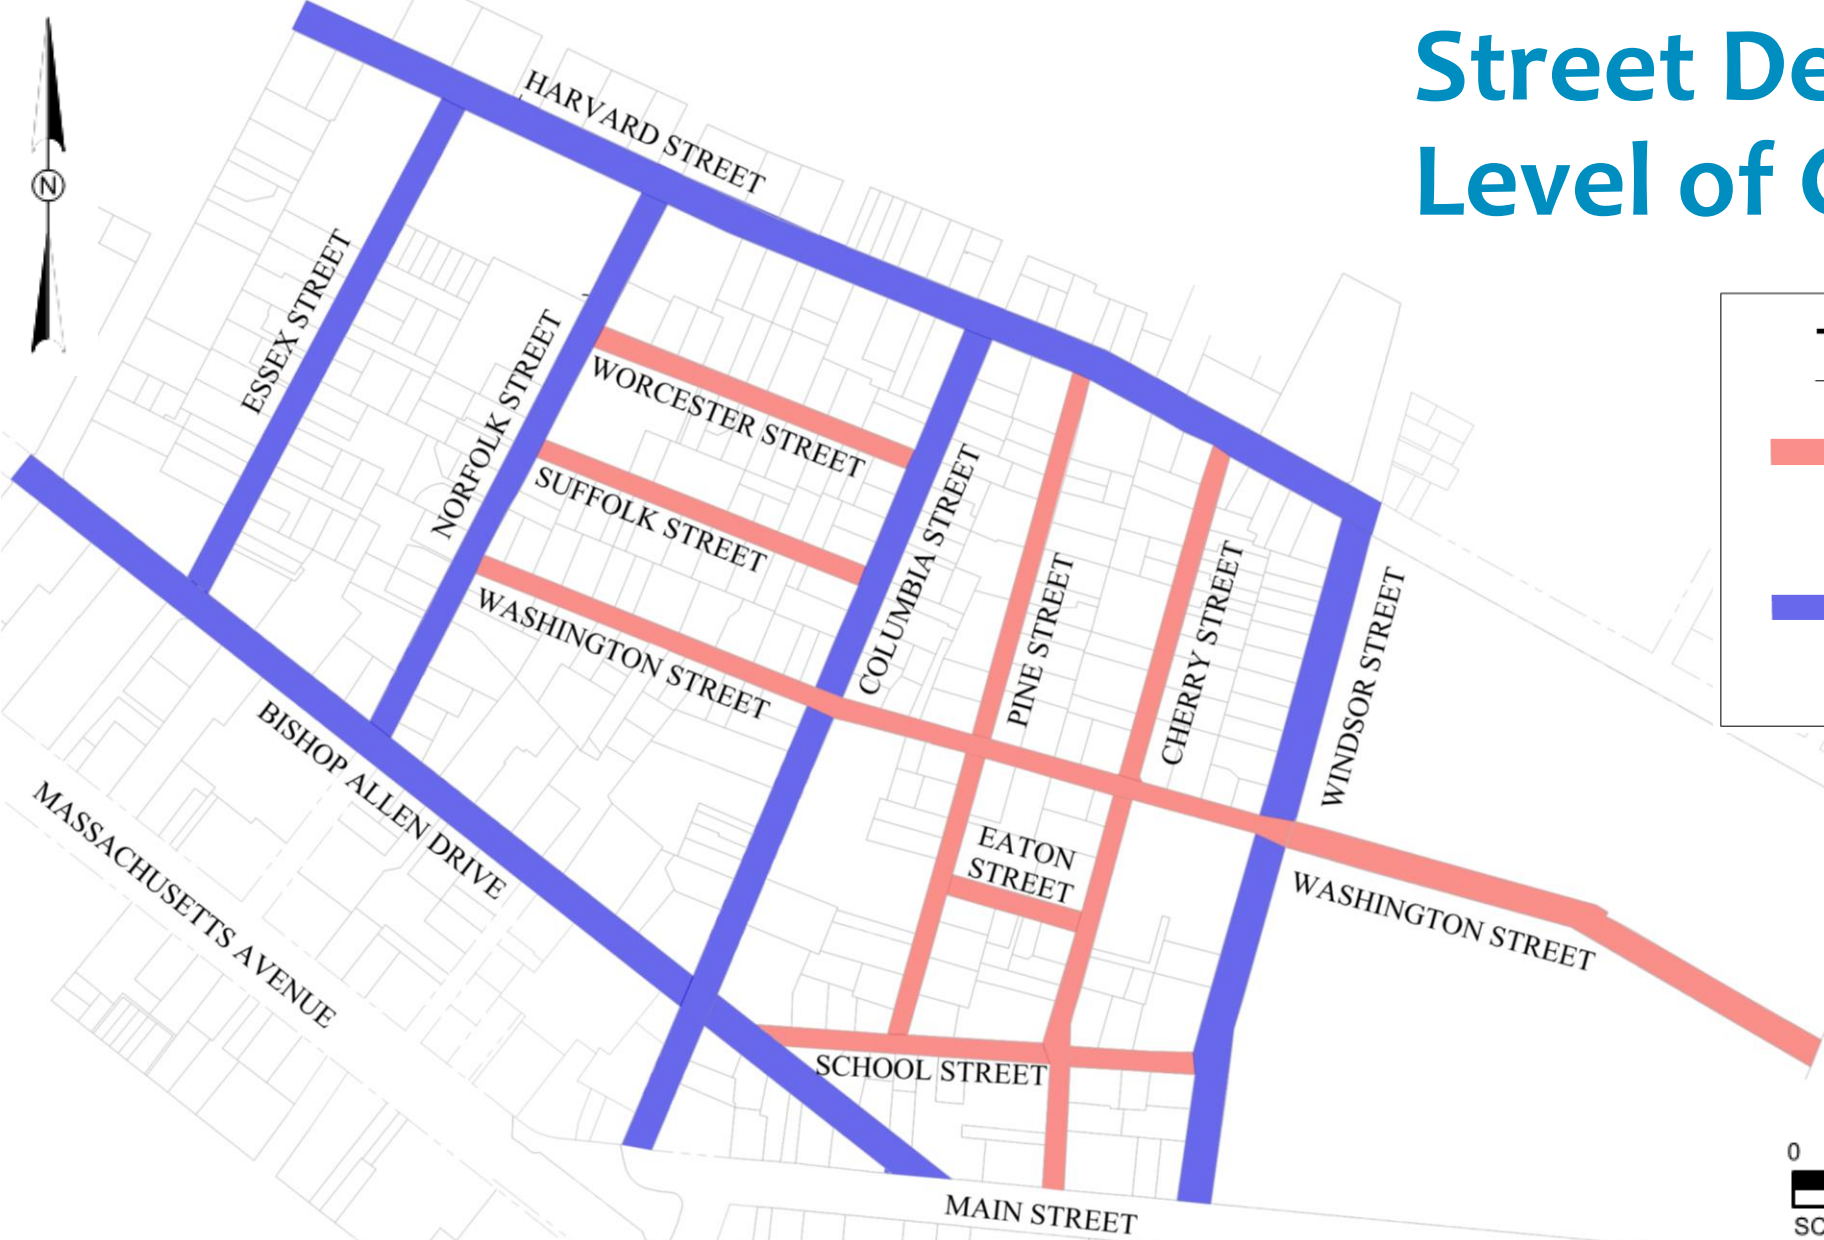 Street De
Level of
N
HARVARD STREET
ESSEX STREET
NORFOLK STREET
WORCESTER STREET
SUFFOLK STREET
COLUMBIA STREET
WASHINGTON STREET
PINE STREET
CHERRY STREET
WINDSOR STREET
BISHOP ALLEN DRIVE
MASSACHUSETTS AVENUE
EATON
STREET
WASHINGTON STREET
SCHOOL STREET
MAIN STREET
0
SC